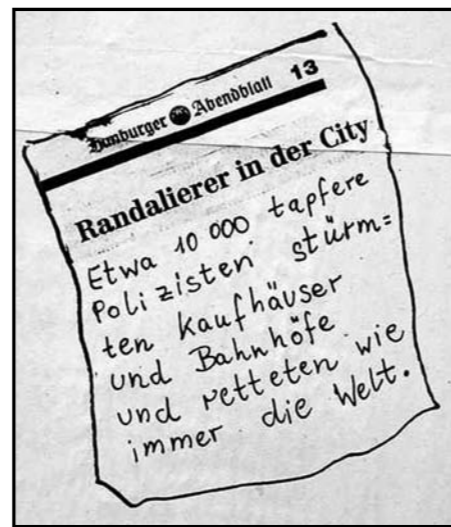 Hamburger Abendblatt 13
Randalierer in der City
Etwa 10 000 tapfere
Polizisten stürm=
ten Kaufhäuser
und Bahnhöfe
und retteten wie
immer die Welt.